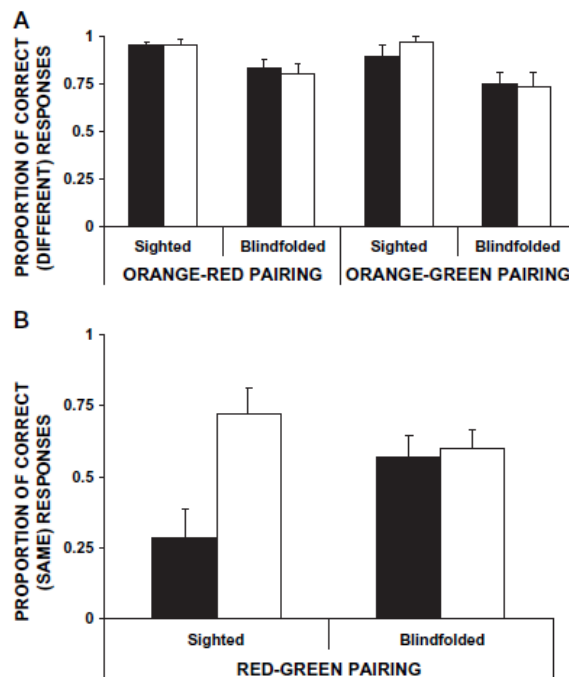 A
PROPORTION OF CORRECT
(DIFFERENT) RESPONSES
1
0.75
0.5
0.25
0
Sighted
Blindfolded
Sighted
Blindfolded
ORANGE-RED PAIRING
ORANGE-GREEN PAIRING
B
PROPORTION OF CORRECT
(SAME) RESPONSES
1
0.75
0.5
0.25
0
Sighted
Blindfolded
RED-GREEN PAIRING